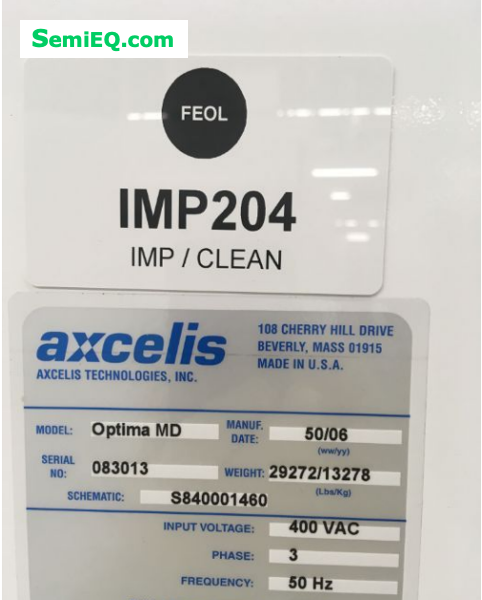 SemiEQ.com
FEOL
IMP204
IMP / CLEAN
axcelis
AXCELIS TECHNOLOGIES, INC.
108 CHERRY HILL DRIVE
BEVERLY, MASS 01915
MADE IN U.S.A.
MODEL: Optima MD
MANUF. DATE: 50/06
(ww/yy)
SERIAL NO: 083013
WEIGHT: 29272/13278
(Lbs/Kg)
SCHEMATIC: S840001460
INPUT VOLTAGE: 400 VAC
PHASE: 3
FREQUENCY: 50 Hz